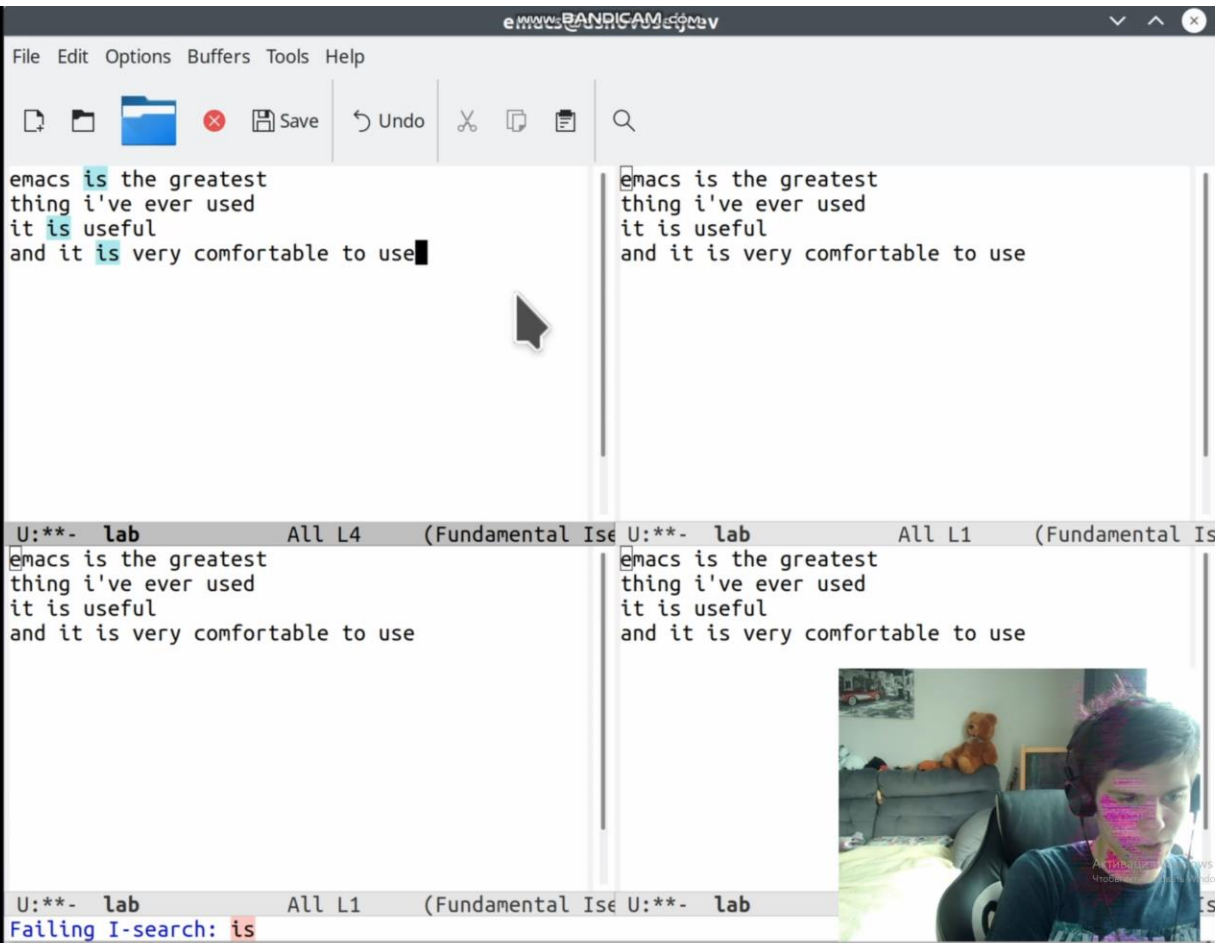 www.BANDICAM.com
File Edit Options Buffers Tools Help
Save Undo
emacs is the greatest
thing i've ever used
it is useful
and it is very comfortable to use
emacs is the greatest
thing i've ever used
it is useful
and it is very comfortable to use
U:**- lab All L4 (Fundamental Ise
U:**- lab All L1 (Fundamental Is
emacs is the greatest
thing i've ever used
it is useful
and it is very comfortable to use
emacs is the greatest
thing i've ever used
it is useful
and it is very comfortable to use
U:**- lab All L1 (Fundamental Ise
U:**- lab
Failing I-search: is